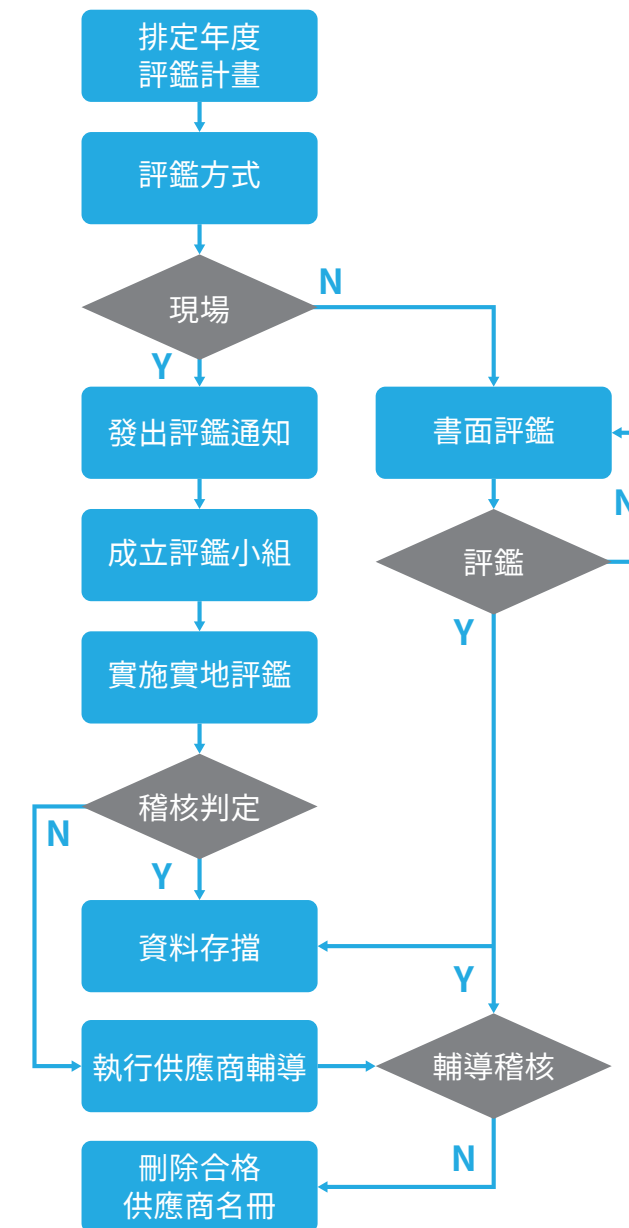 排定年度
評鑑計畫
評鑑方式
現場
N
Y
發出評鑑通知
書面評鑑
成立評鑑小組
N
評鑑
Y
實施實地評鑑
稽核判定
N
Y
資料存擋
Y
執行供應商輔導
輔導稽核
N
刪除合格
供應商名冊